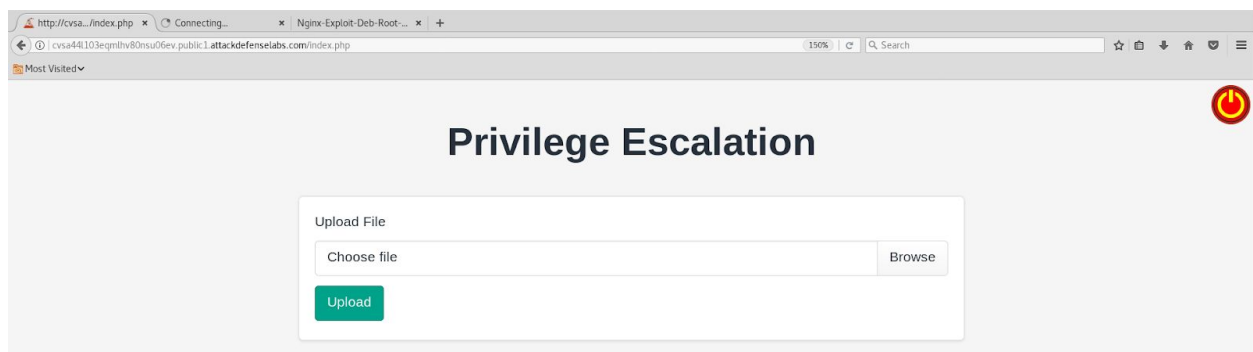 http://cvsa.../index.php × Connecting... × Nginx-Exploit-Deb-Root-... × +
cvsa44l103eqmlhv80nsu06ev.public1.attackdefenselabs.com/index.php 150% Search
Most Visited
Privilege Escalation
Upload File
Choose file Browse
Upload